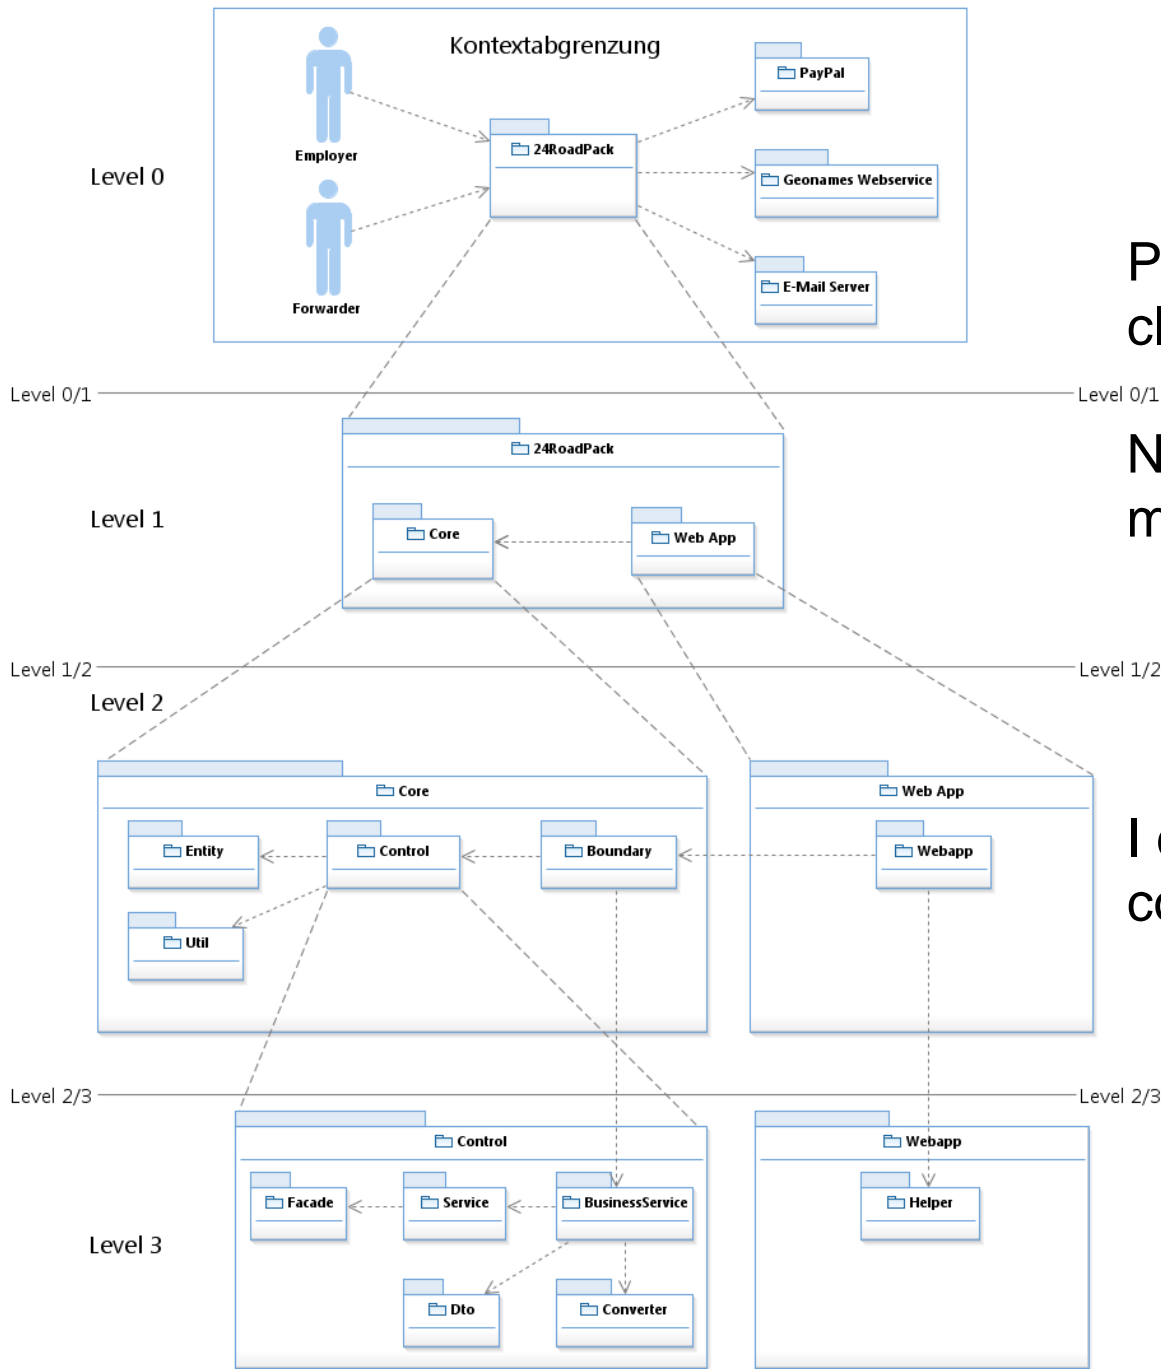 Kontextabgrenzung
PayPal
24RoadPack
Employer
Level 0
Geonames Webservice
E-Mail Server
Forwarder
Level 0/1
Level 0/1
24RoadPack
Level 1
Core
Web App
Level 1/2
Level 1/2
Level 2
Core
Web App
Entity
Control
Boundary
Webapp
I
Util
Level 2/3
Level 2/3
Control
Webapp
Facade
Service
BusinessService
Helper
Level 3
Dto
Converter